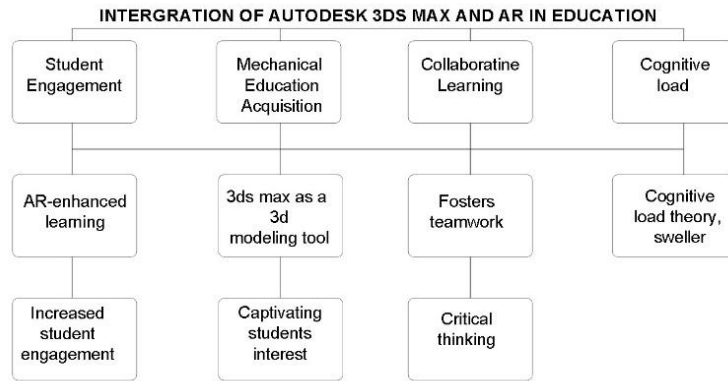 INTERGRATION OF AUTODESK 3DS MAX AND AR IN EDUCATION
Student
Engagement
Mechanical
Education
Acquisition
Collaboratine
Learning
Cognitive
load
AR-enhanced
learning
3ds max as a
3d
modeling tool
Fosters
teamwork
Cognitive
load theory,
sweller
Increased
student
engagement
Captivating
students
interest
Critical
thinking